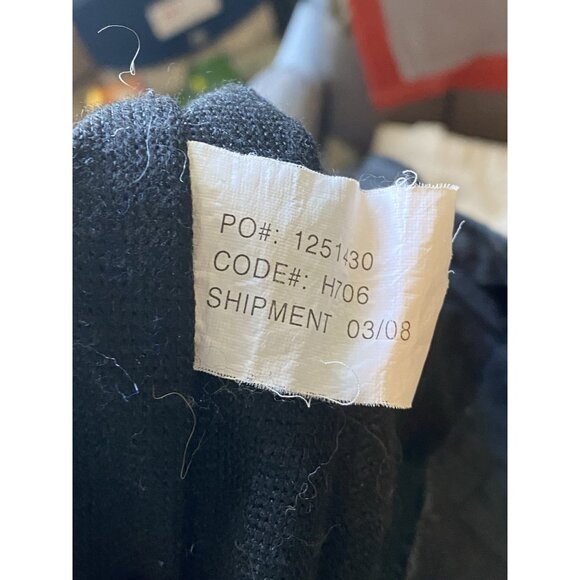 PO#: 1251430
CODE#: H706
SHIPMENT 03/08